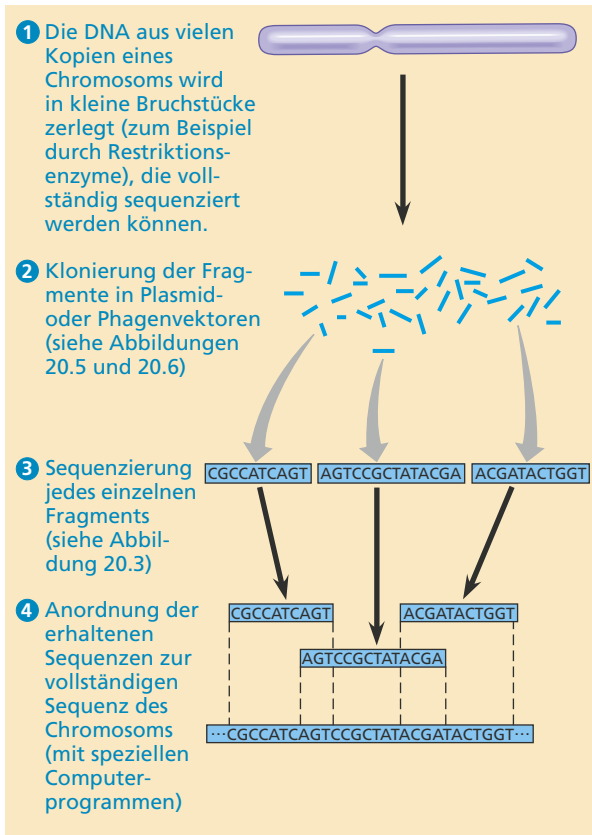 1 Die DNA aus vielen
Kopien eines
Chromosoms wird
in kleine Bruchstücke
zerlegt (zum Beispiel
durch Restriktions-
enzyme), die voll-
ständig sequenziert
werden können.
2 Klonierung der Frag-
mente in Plasmid-
oder Phagenvektoren
(siehe Abbildungen
20.5 und 20.6)
3 Sequenzierung
jedes einzelnen
Fragments
(siehe Abbil-
dung 20.3)
CGCCATCAGT AGTCCGCTATACGA ACGATACTGGT
4 Anordnung der
erhaltenen
Sequenzen zur
vollständigen
Sequenz des
Chromosoms
(mit speziellen
Computer-
programmen)
CGCCATCAGT ACGATACTGGT
AGTCCGCTATACGA
···CGCCATCAGTCCGCTATACGATACTGGT···